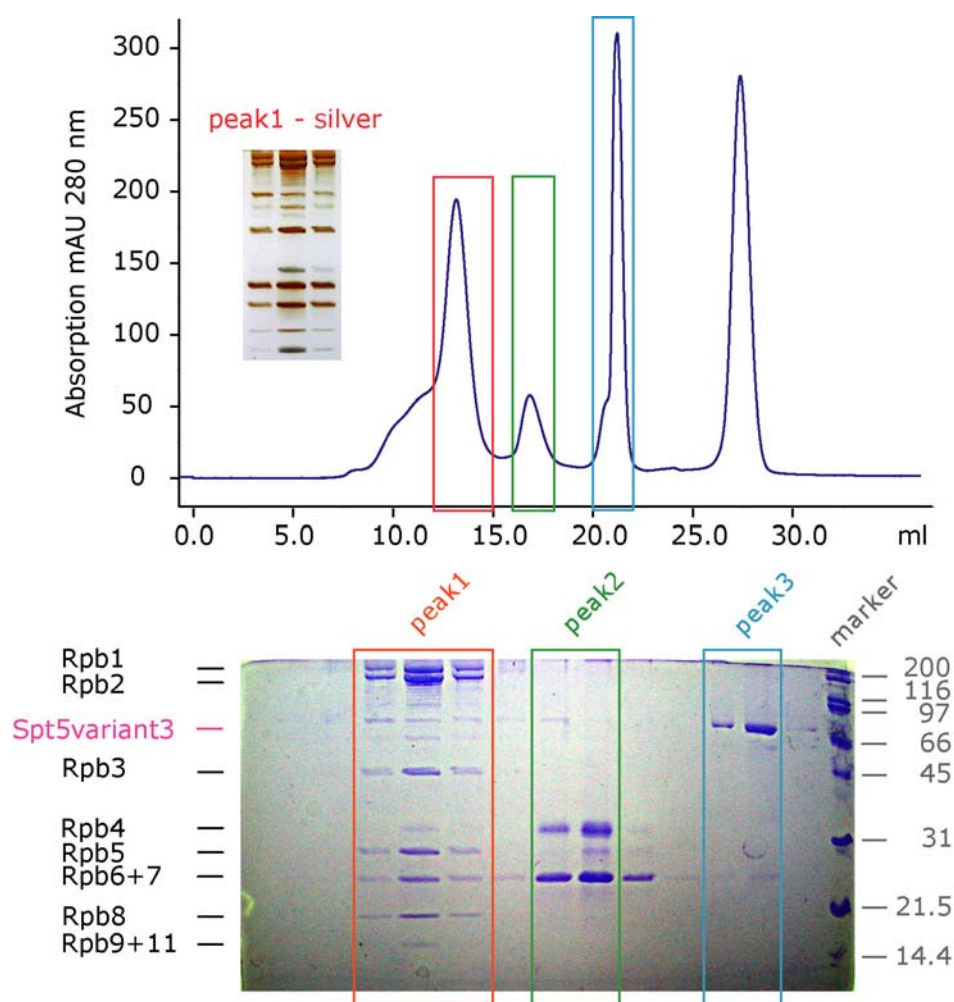 300
250
200
150
100
50
0
Absorption mAU 280 nm
peak1 - silver
0.0 5.0 10.0 15.0 20.0 25.0 30.0 ml
peak1 peak2 peak3 marker
Rpb1
Rpb2
Spt5variant3
Rpb3
Rpb4
Rpb5
Rpb6+7
Rpb8
Rpb9+11
200
116
97
66
45
31
21.5
14.4